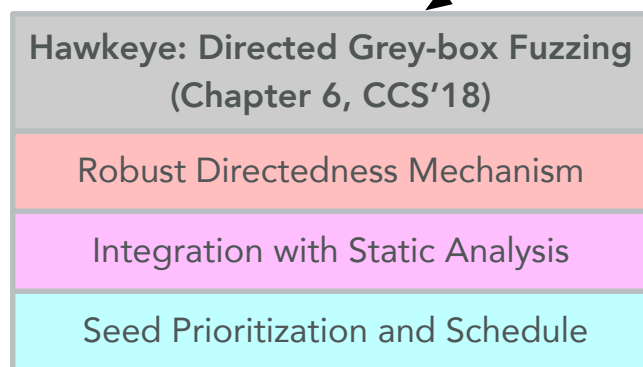 Hawkeye: Directed Grey-box Fuzzing
(Chapter 6, CCS’18)
Robust Directedness Mechanism
Integration with Static Analysis
Seed Prioritization and Schedule